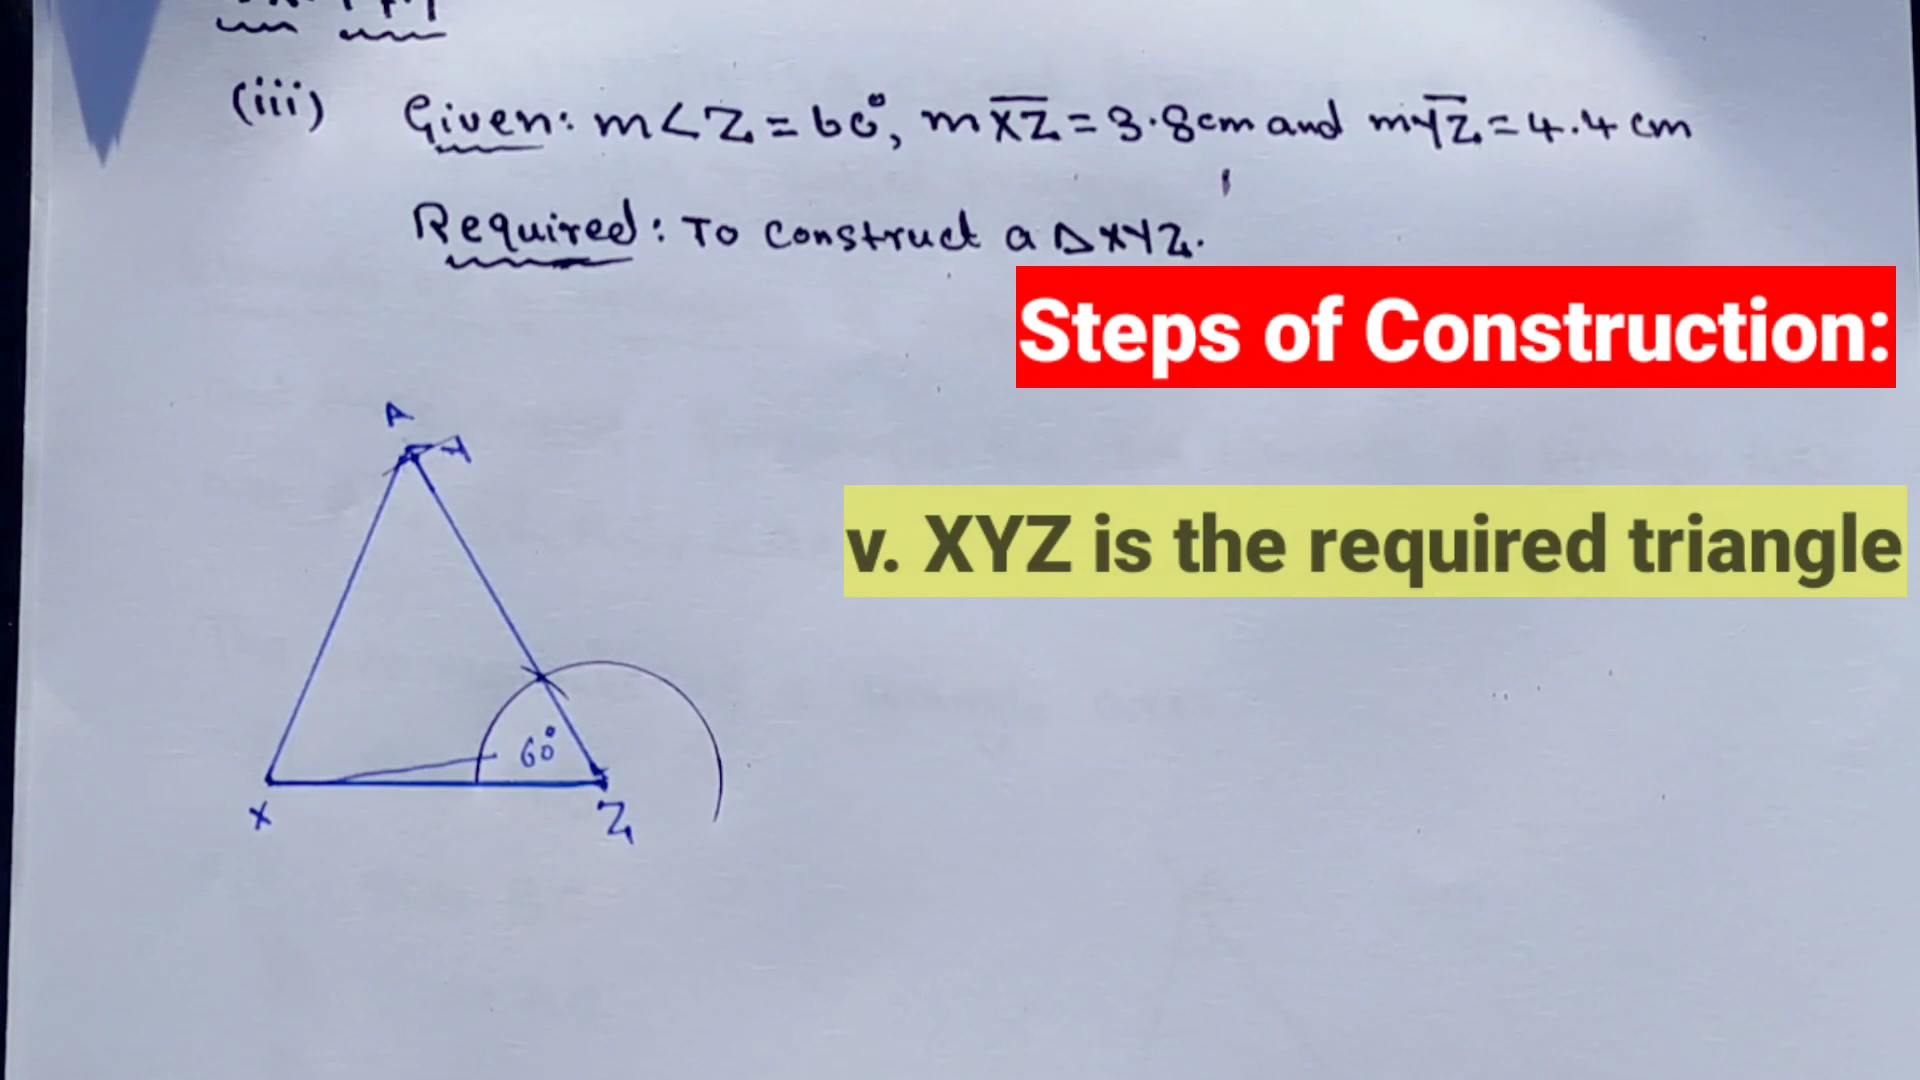 (iii) Given: m<Z = 60°, mXZ = 3.8cm and mYZ = 4.4 cm
Required: To construct a △XYZ.
Steps of Construction:
A
Y
v. XYZ is the required triangle
60°
X
Z